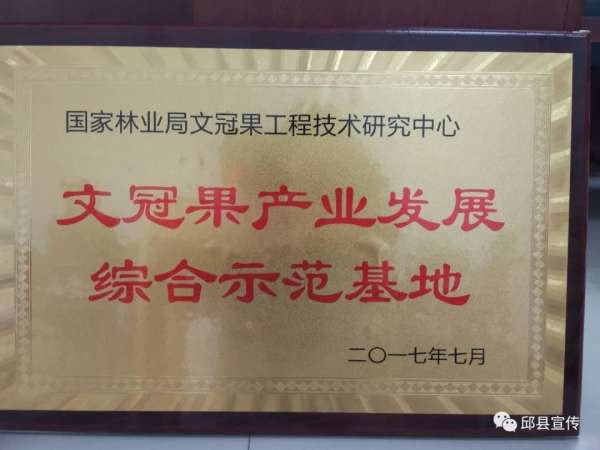 国家林业局文冠果工程技术研究中心
文冠果产业发展
综合示范基地
二〇一七年七月
邱县宣传